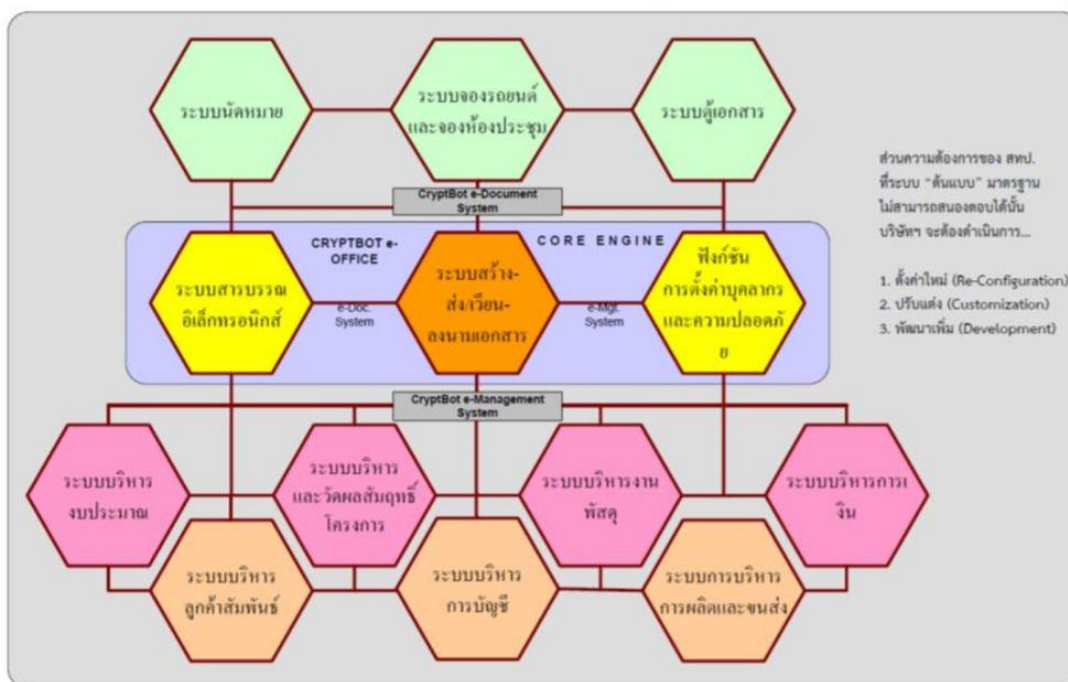 ระบบนัดหมาย
ระบบจองรถยนต์
และจองห้องประชุม
ระบบตู้เอกสาร
ส่วนความต้องการของ สทป.
ที่ระบบ "ต้นแบบ" มาตรฐาน
ไม่สามารถสนองตอบได้นั้น
บริษัทฯ จะต้องดำเนินการ...
1. ตั้งค่าใหม่ (Re-Configuration)
2. ปรับแต่ง (Customization)
3. พัฒนาเพิ่ม (Development)
CryptBot e-Document
System
CRYPTBOT e-
OFFICE
CORE ENGINE
ระบบสารบรรณ
อิเล็กทรอนิกส์
e-Doc.
System
ระบบสร้าง-
ส่ง/เวียน-
ลงนามเอกสาร
e-Mgt.
System
ฟังก์ชัน
การตั้งค่าบุคลากร
และความปลอดภั
ย
CryptBot e-Management
System
ระบบบริหาร
งบประมาณ
ระบบบริหาร
และวัดผลสัมฤทธิ์
โครงการ
ระบบบริหารงาน
พัสดุ
ระบบบริหารการเ
งิน
ระบบบริหาร
ลูกค้าสัมพันธ์
ระบบบริหาร
การบัญชี
ระบบการบริหาร
การผลิตและขนส่ง